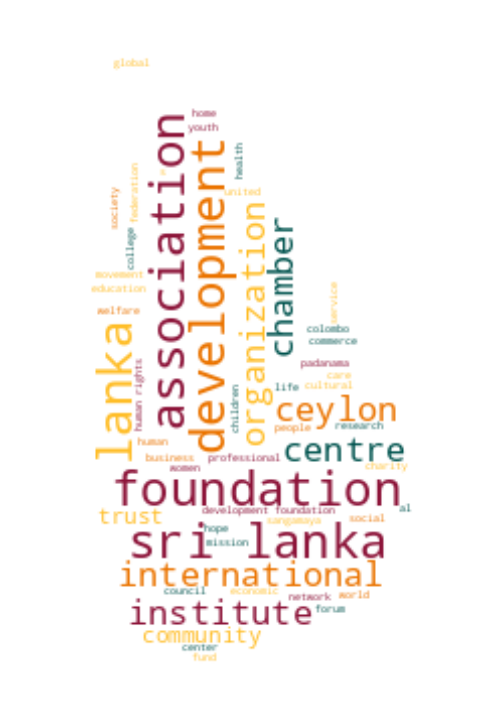 global
home
youth
association
development
health
r
federation
society
united
organization
college
chamber
movement
education
service
welfare
lanka
colombo
commerce
human rights
padanama
care
life
cultural
children
ceylon
people
research
human
centre
business
professional
women
charity
foundation
development foundation
al
trust
sangamaya
social
hope
sri lanka
mission
international
council
economic
network
world
institute
forum
community
center
fund